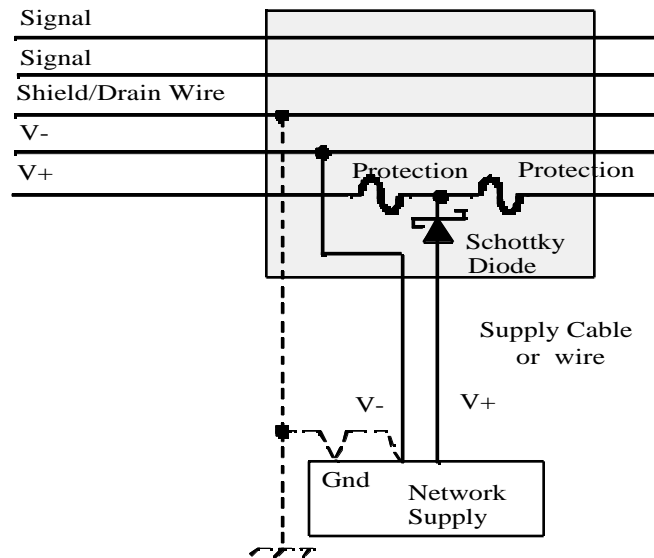 Signal
Signal
Shield/Drain Wire
V-
V+
Protection
Protection
Schottky
Diode
Supply Cable
or wire
V-
V+
Gnd
Network
Supply